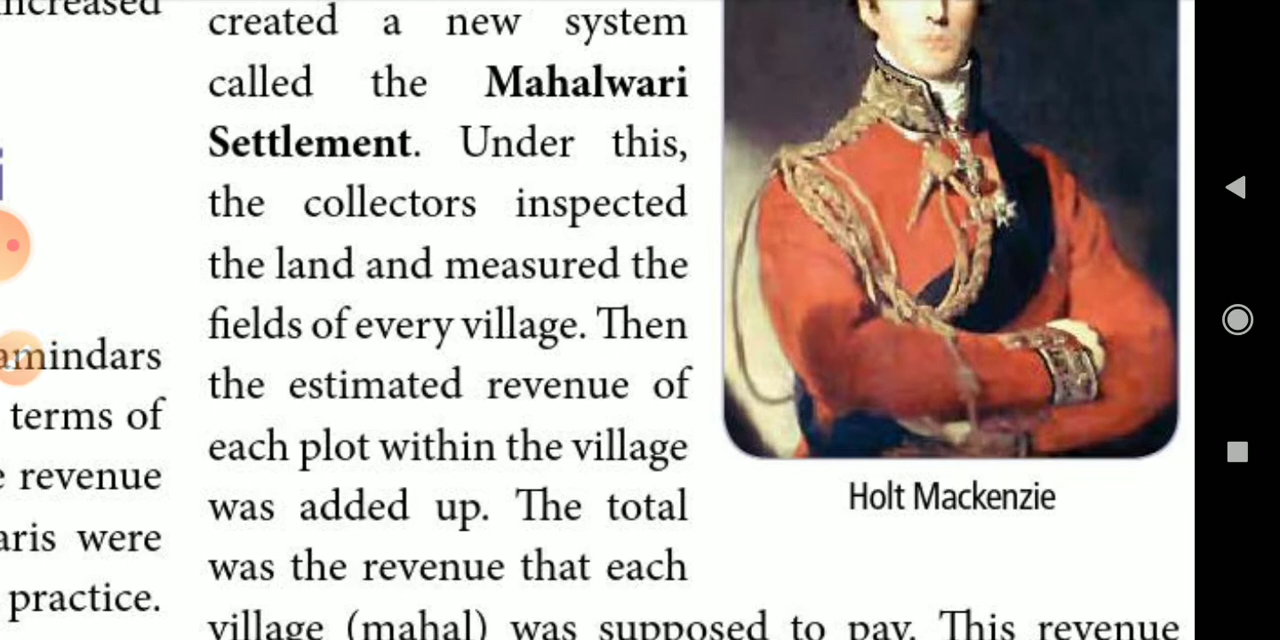 increased
amindars
terms of
revenue
aris were
practice.
created a new system
called the Mahalwari
Settlement. Under this,
the collectors inspected
the land and measured the
fields of every village. Then
the estimated revenue of
each plot within the village
was added up. The total
was the revenue that each
village (mahal) was supposed to pay. This revenue
Holt Mackenzie